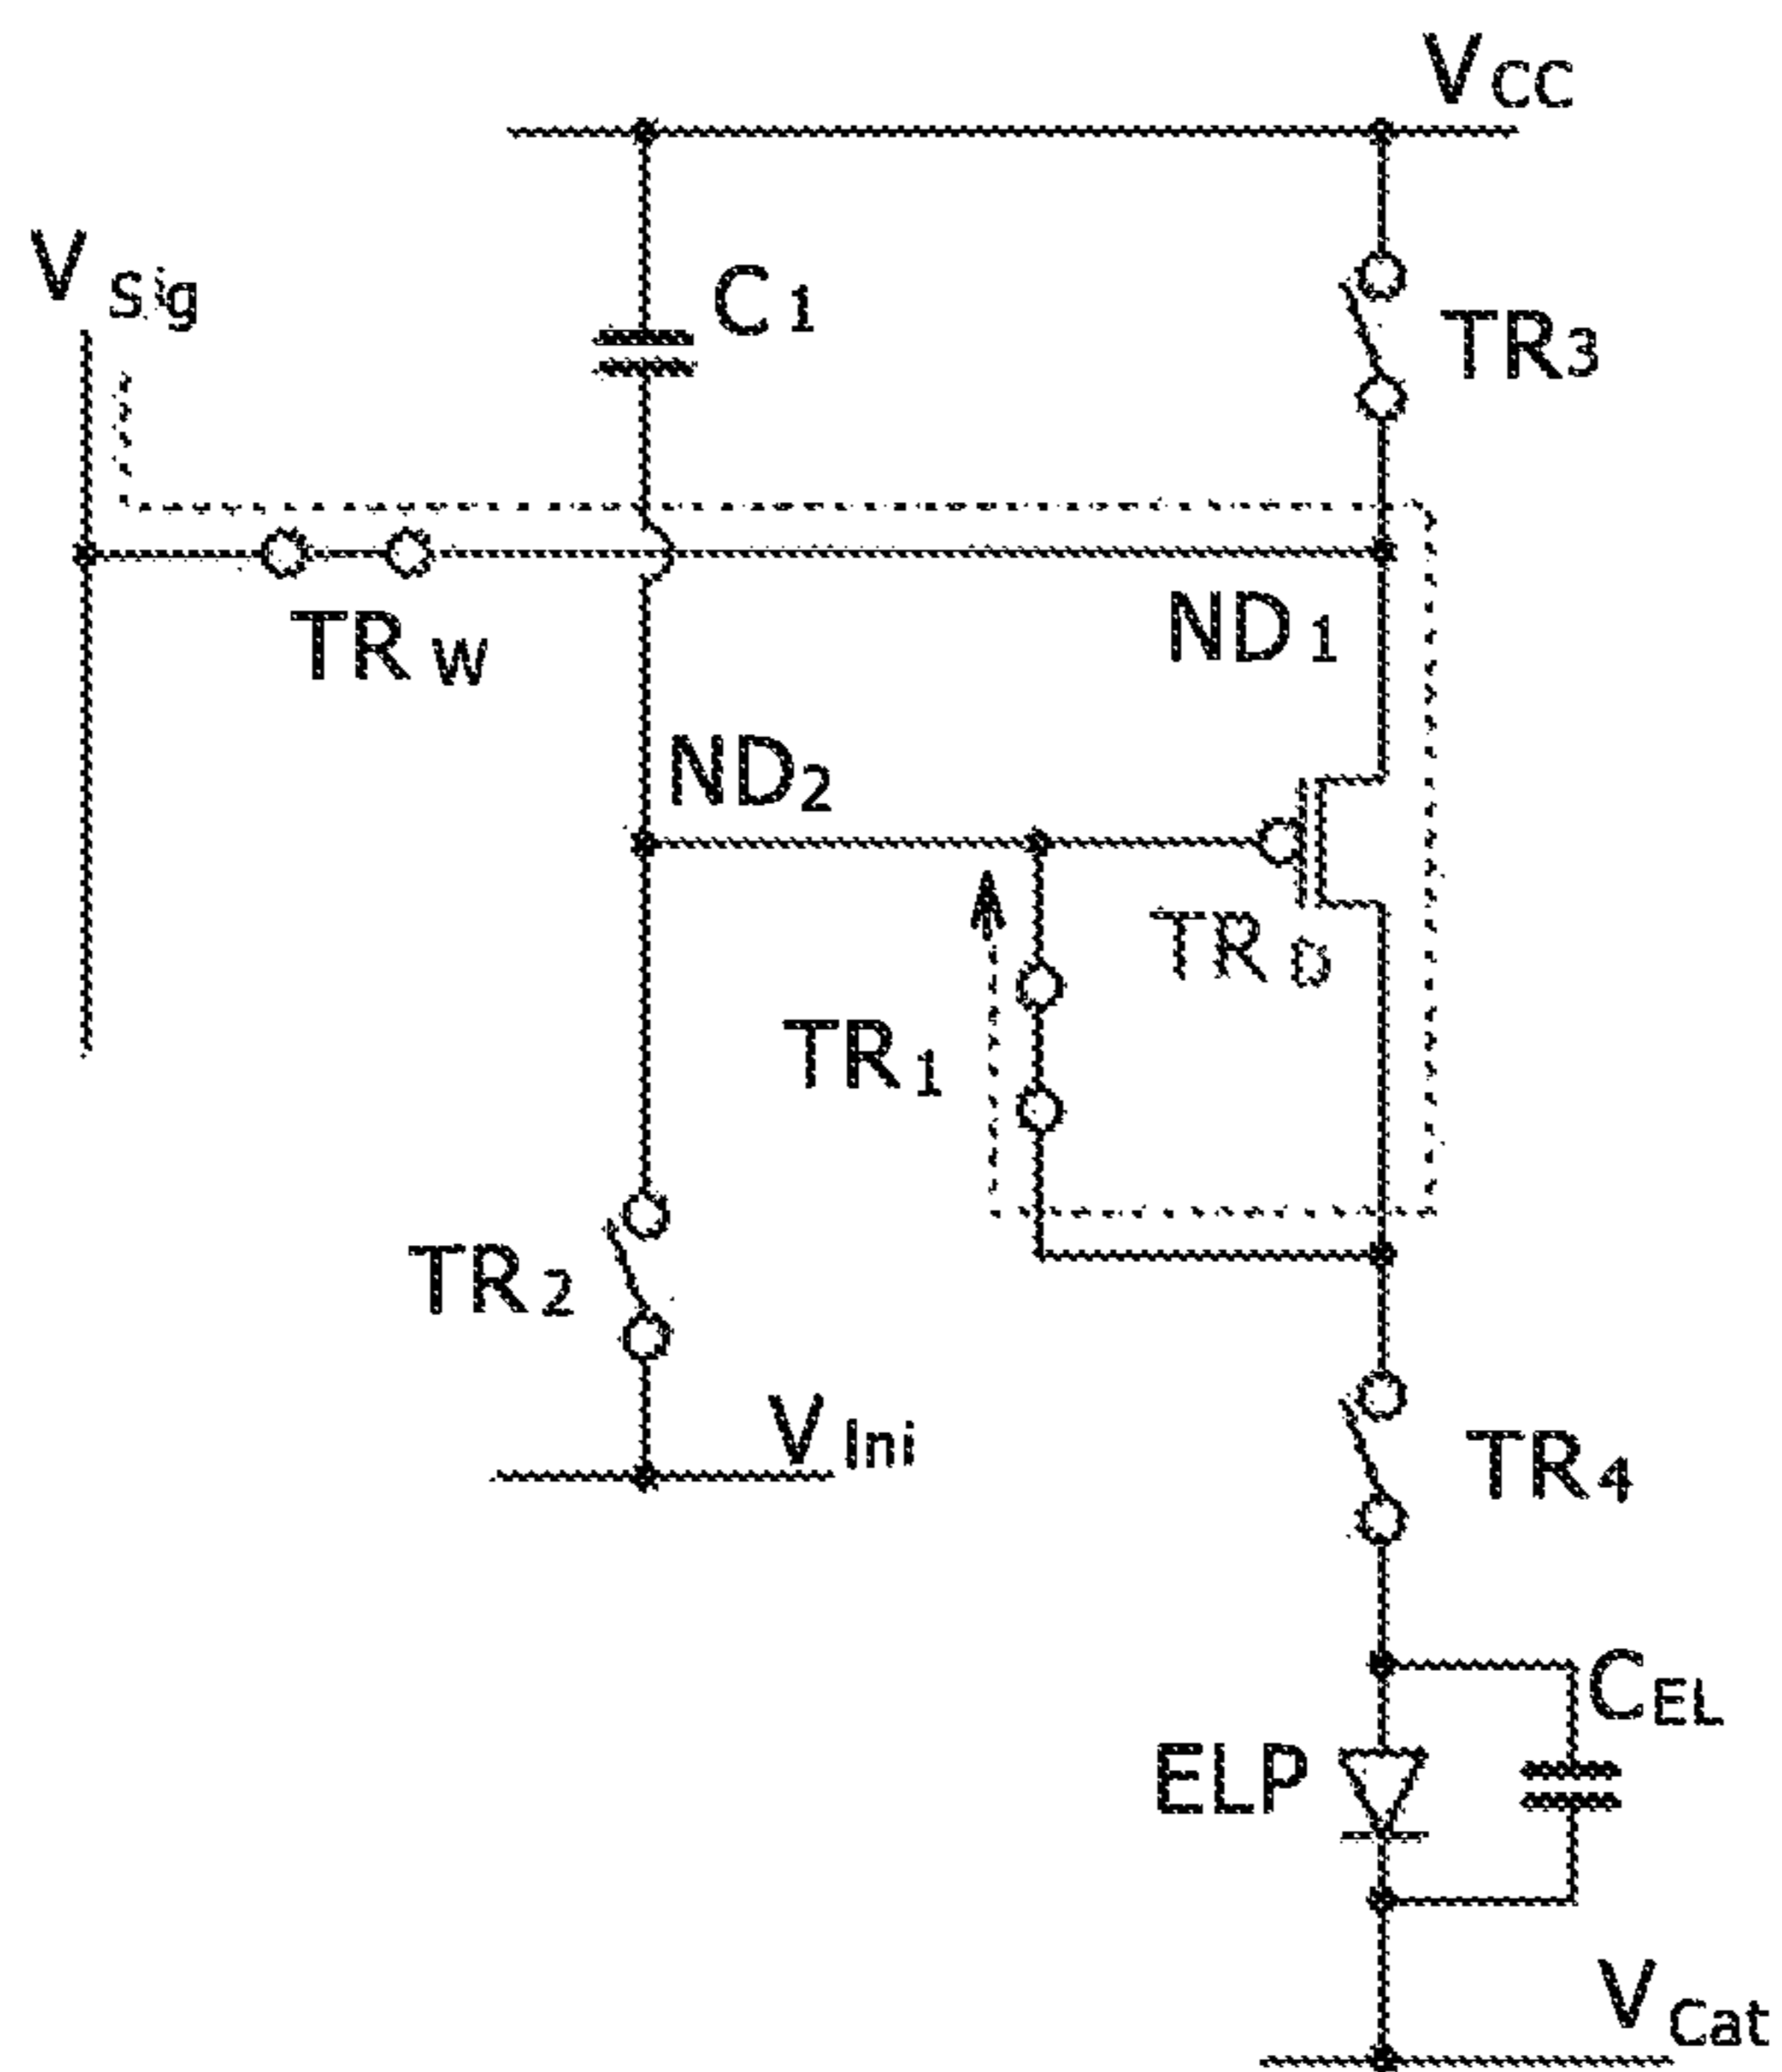 VCC
VSig
C1
TR3
TRW
ND1
ND2
TRD
TR1
TR2
VIni
TR4
CEL
ELP
VCat